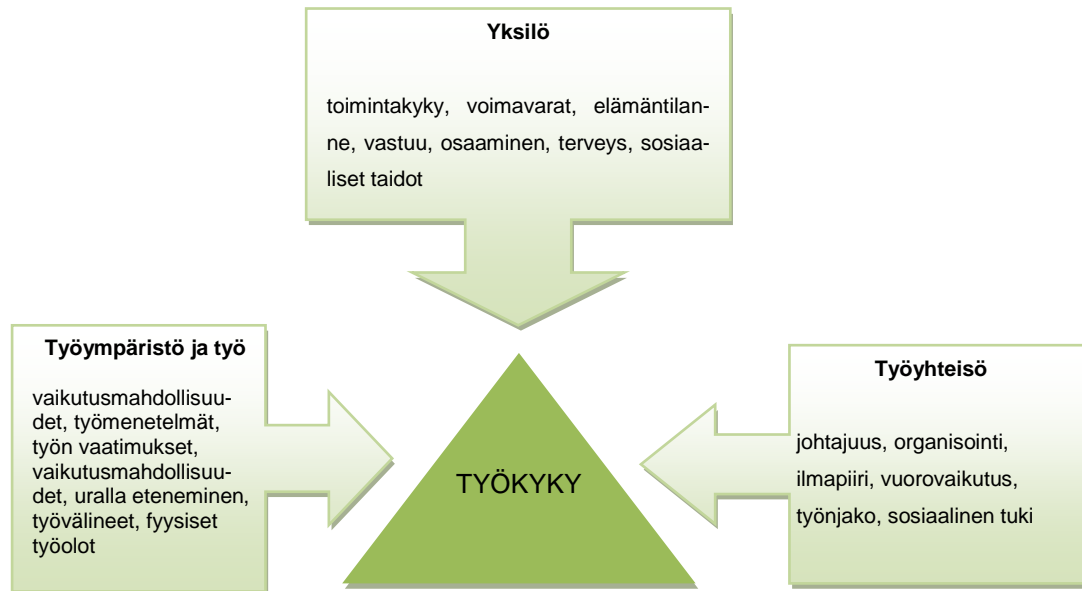 Yksilö
toimintakyky, voimavarat, elämäntilan-
ne, vastuu, osaaminen, terveys, sosiaa-
liset taidot
Työympäristö ja työ
vaikutusmahdollisuu-
det, työmenetelmät,
työn vaatimukset,
vaikutusmahdollisuu-
det, uralla eteneminen,
työvälineet, fyysiset
työolot
TYÖKYKY
Työyhteisö
johtajuus, organisointi,
ilmapiiri, vuorovaikutus,
työnjako, sosiaalinen tuki